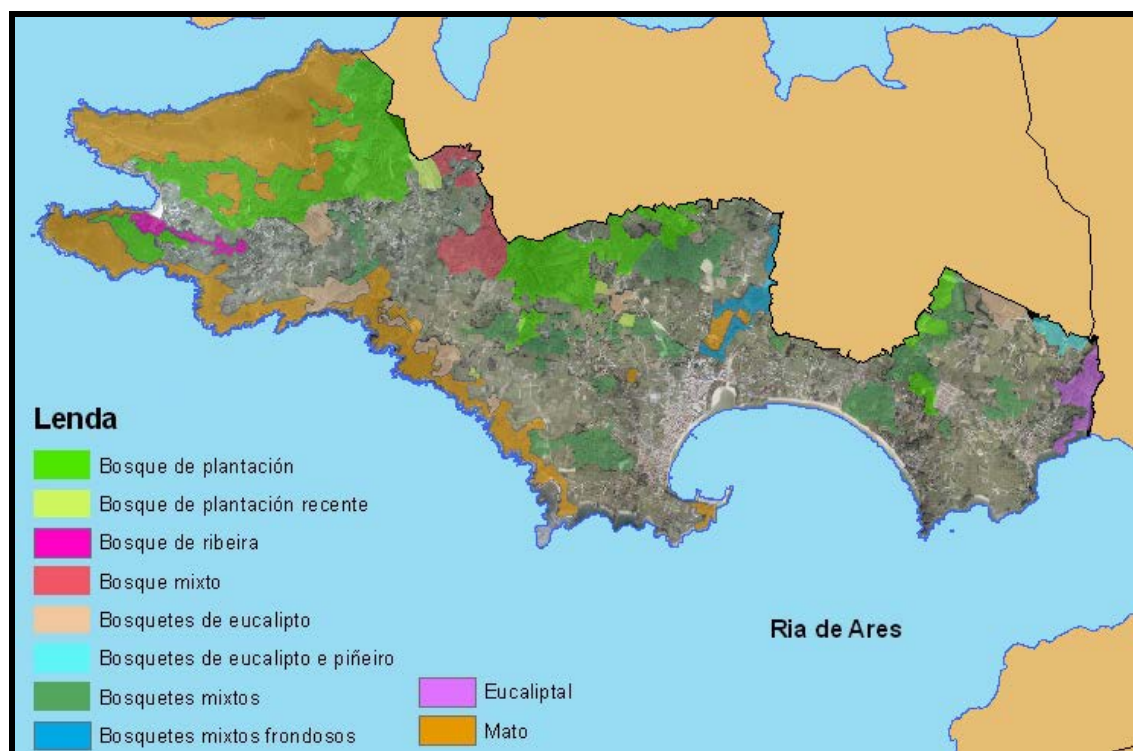 Lenda
Bosque de plantación
Bosque de plantación recente
Bosque de ribeira
Bosque mixto
Bosquetes de eucalipto
Bosquetes de eucalipto e piñeiro
Bosquetes mixtos
Bosquetes mixtos frondosos
Eucaliptal
Mato
Ria de Ares